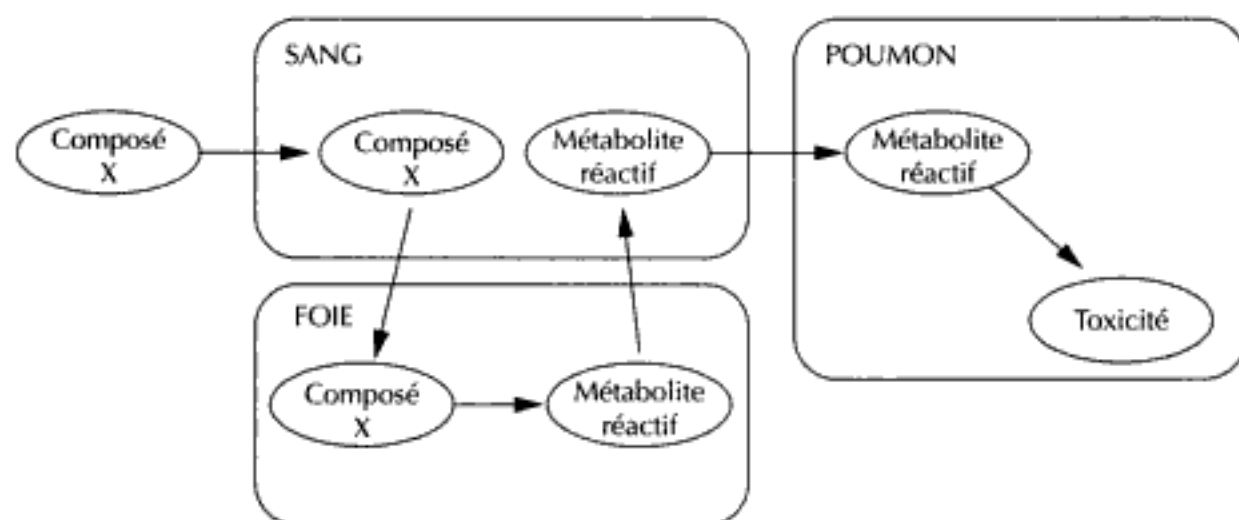 SANG
POUMON
Composé
X
Composé
X
Métabolite
réactif
Métabolite
réactif
Toxicité
FOIE
Composé
X
Métabolite
réactif